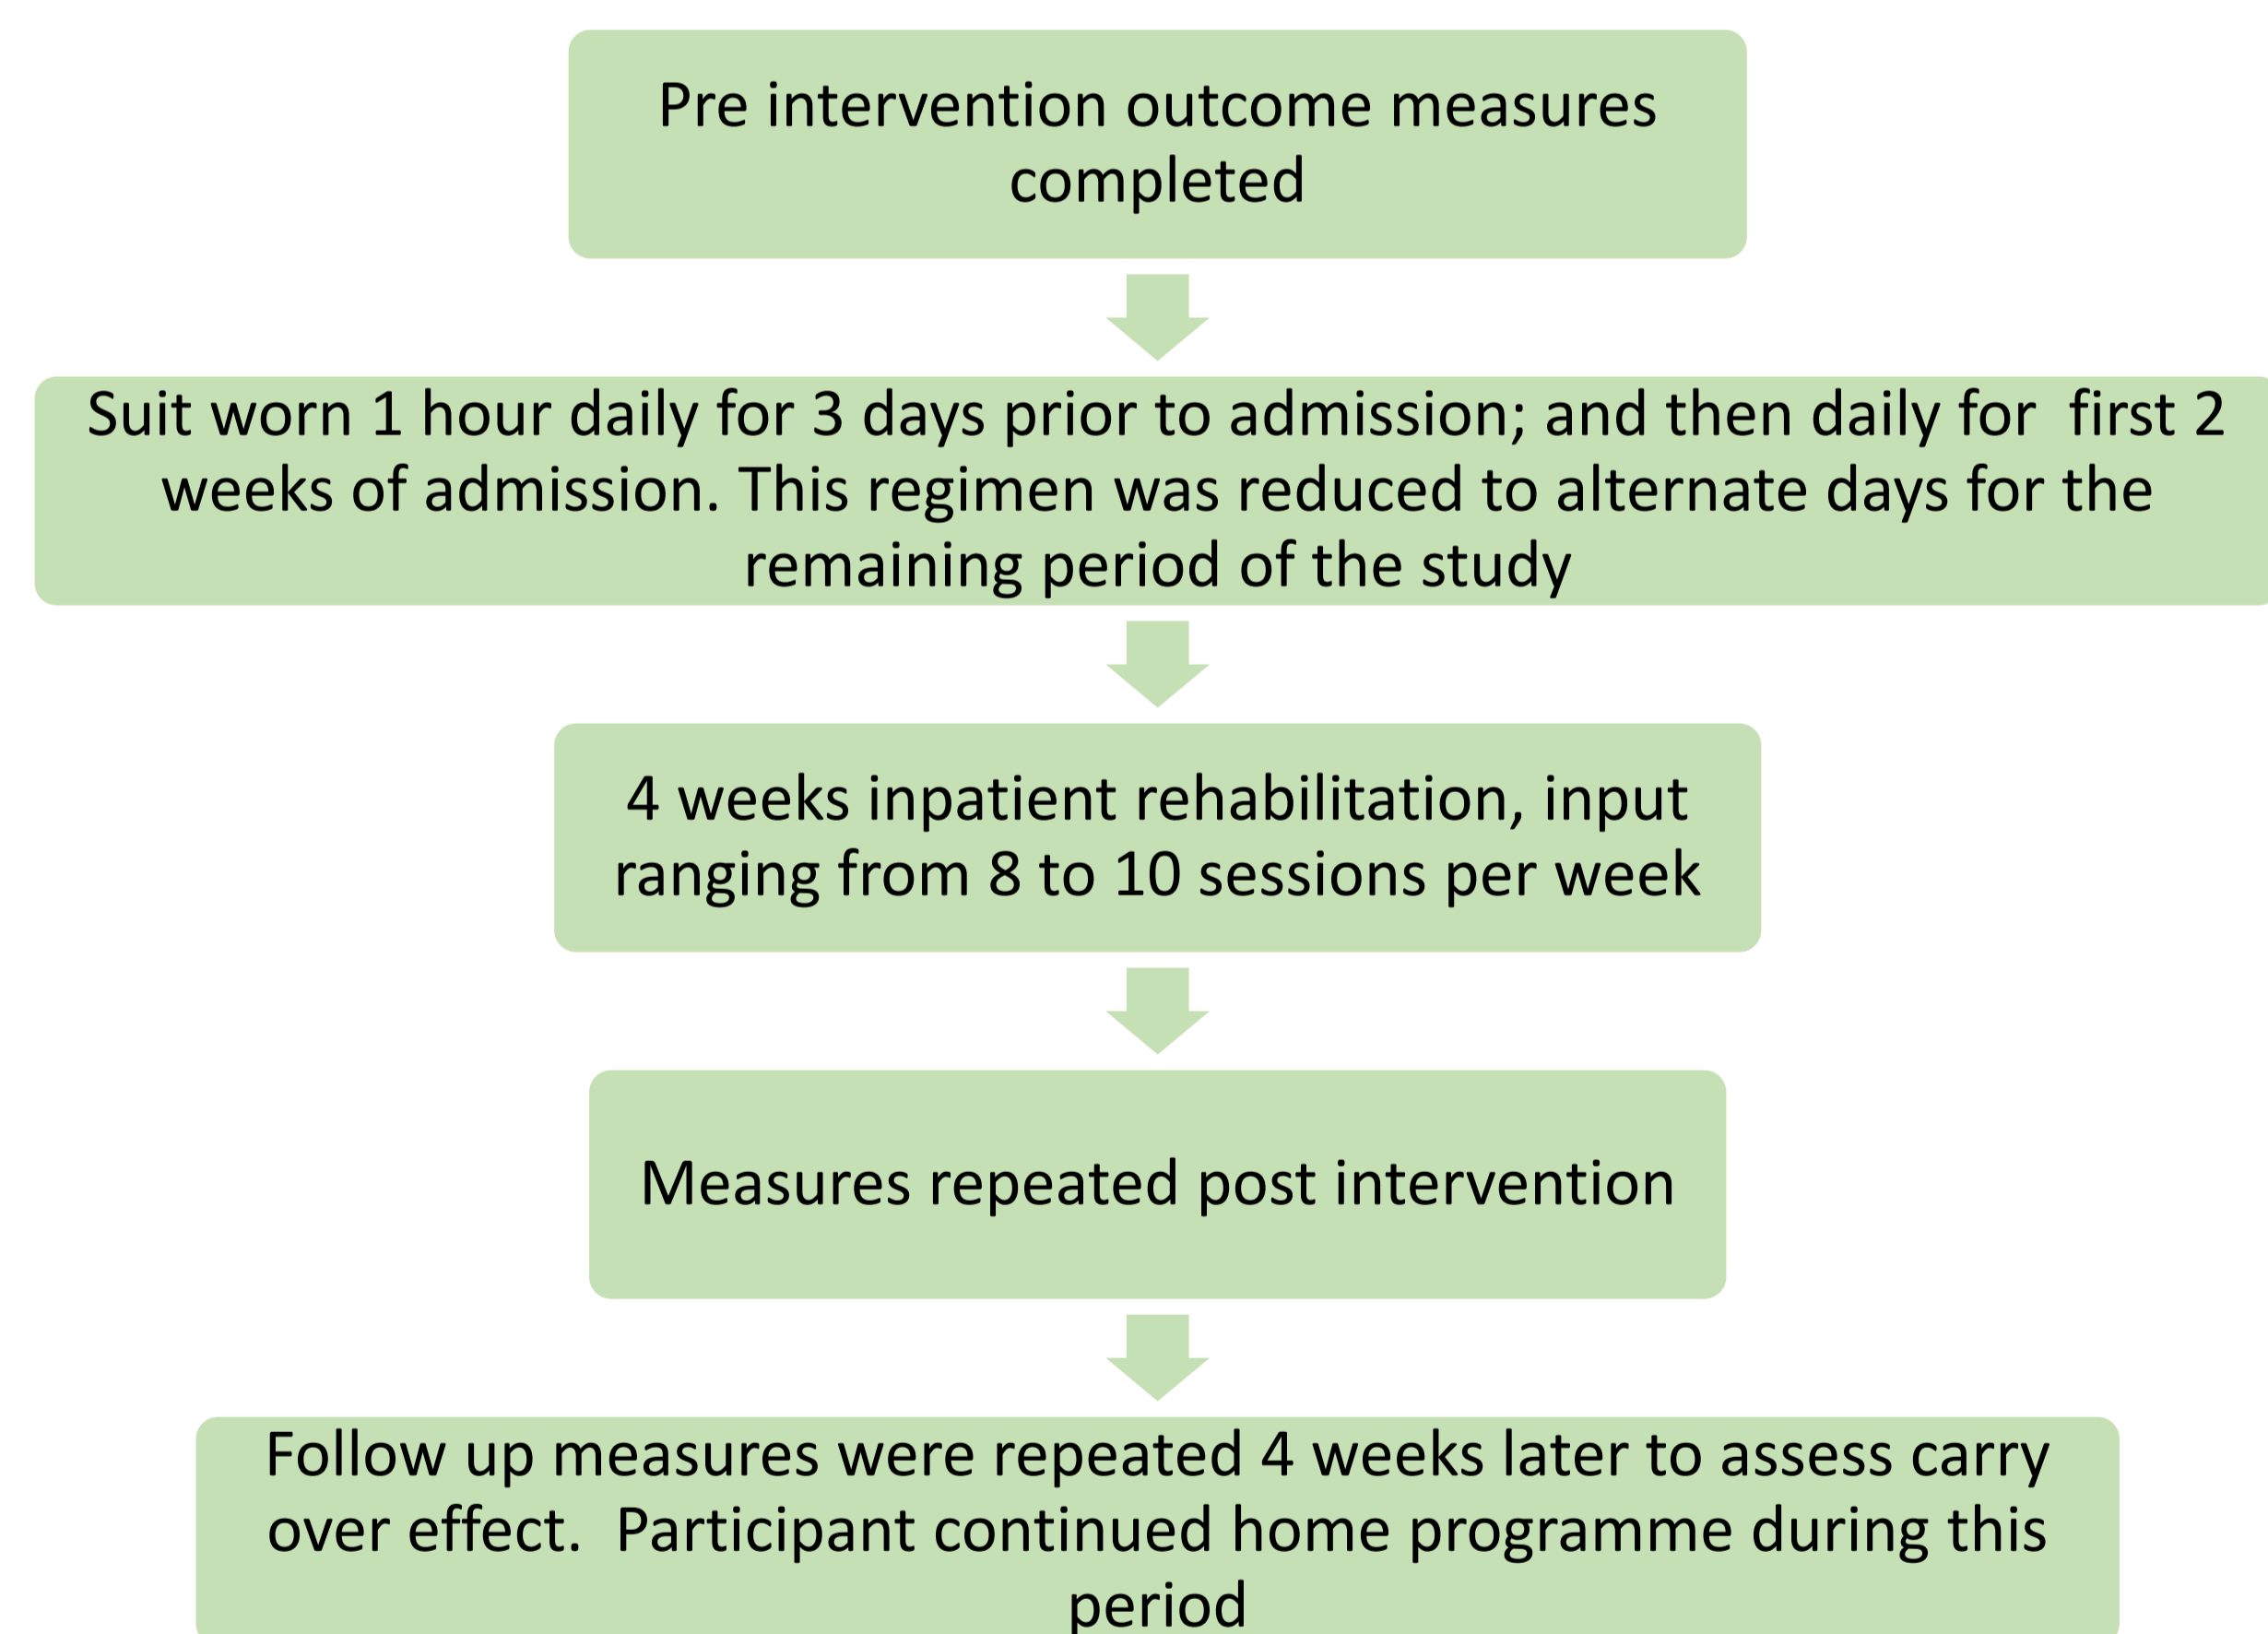 Pre intervention outcome measures
completed
Suit worn 1 hour daily for 3 days prior to admission; and then daily for  first 2
weeks of admission. This regimen was reduced to alternate days for the
remaining period of the study
4 weeks inpatient rehabilitation, input
ranging from 8 to 10 sessions per week
Measures repeated post intervention
Follow up measures were repeated 4 weeks later to assess carry
over effect.  Participant continued home programme during this
period